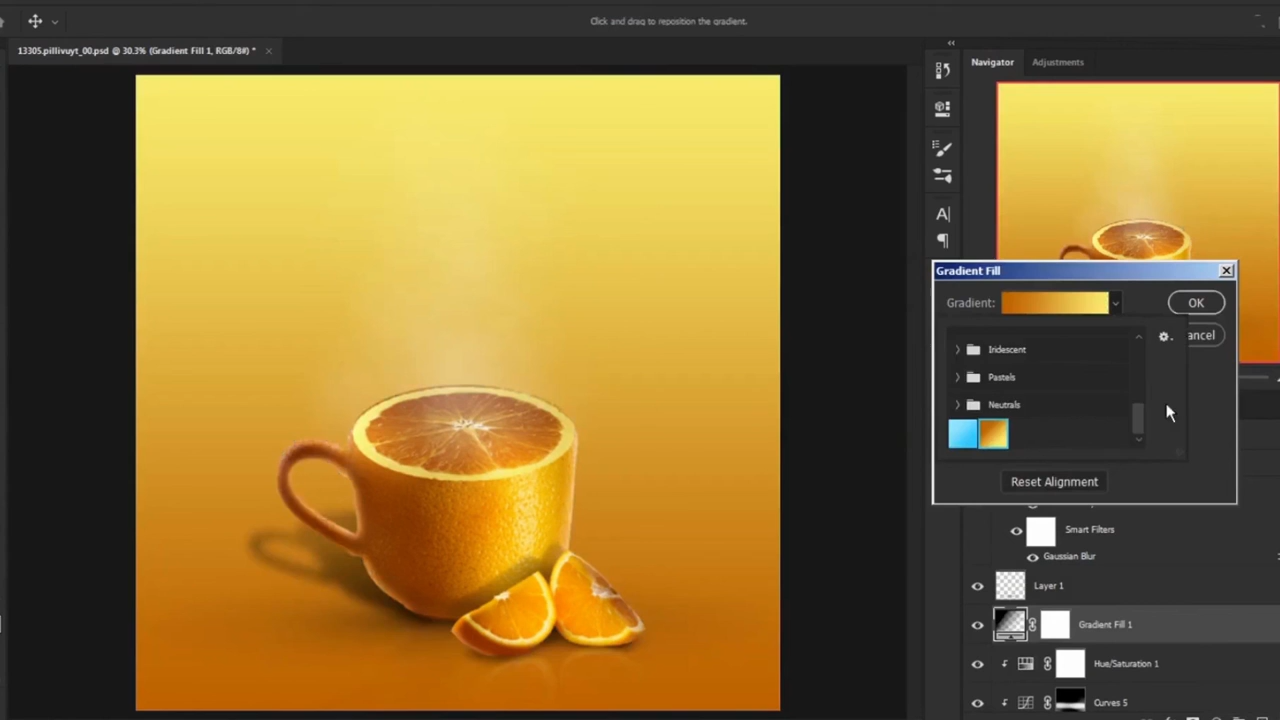 Click and drag to reposition the gradient.
13305.pillivuyt_00.psd @ 30.3% (Gradient Fill 1, RGB/8#) *
Navigator
Adjustments
Gradient Fill
Gradient:
OK
ancel
Iridescent
Pastels
Neutrals
Reset Alignment
Smart Filters
Gaussian Blur
Layer 1
Gradient Fill 1
Hue/Saturation 1
Curves 5